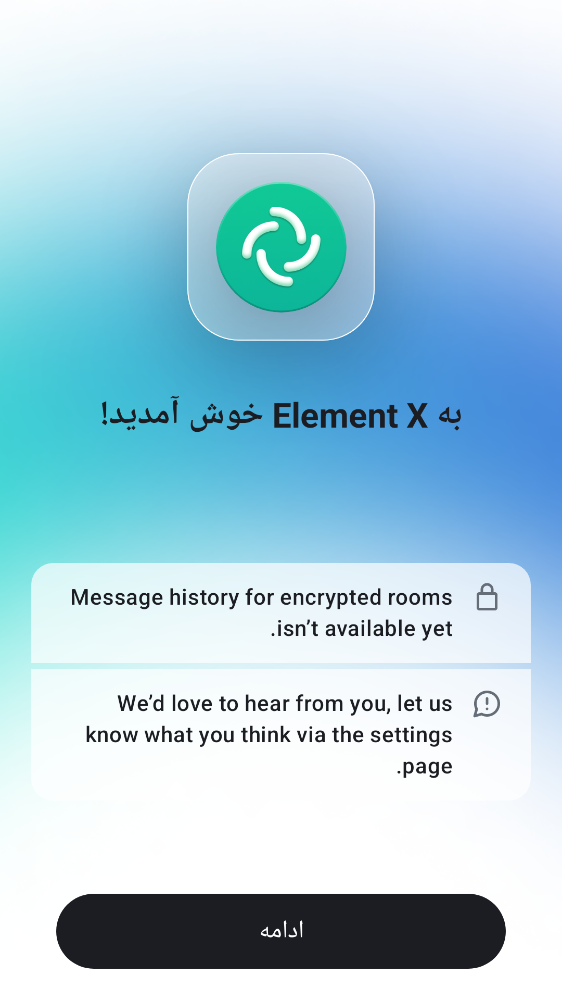 به Element X خوش آمدید!
Message history for encrypted rooms
isn’t available yet.
We’d love to hear from you, let us
know what you think via the settings
page.
ادامه